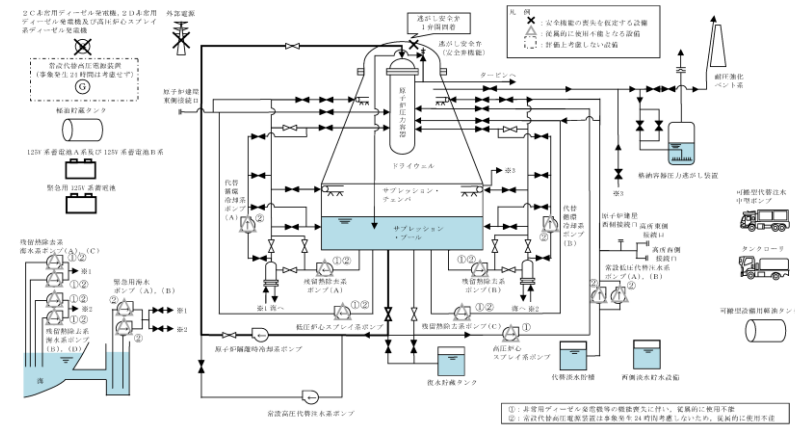 2C非常用ディーゼル発電機,2D非常用
ディーゼル発電機及び高圧炉心スプレイ
系ディーゼル発電機
外部電源
常設代替高圧電源装置
(事象発生24時間は考慮せず)
G
軽油貯蔵タンク
125V系蓄電池A系及び125V系蓄電池B系
緊急用125V系蓄電池
残留熱除去系
海水系ポンプ(A),(C)
①②
※1
①②
①②
※2
①②
残留熱除去系
海水系ポンプ
(B),(D)
海
緊急用海水
ポンプ(A),(B)
②
②
※1
※2
逃がし安全弁
1弁開固着
逃がし安全弁
(安全弁機能)
凡 例
:安全機能の喪失を仮定する設備
:従属的に使用不能となる設備
:評価上考慮しない設備
タービンへ
原子炉建屋
東側接続口
原子炉圧力容器
ドライウェル
サプレッション・
チェンバ
サプレッション
・プール
※3
代替
循環
冷却系
ポンプ
(A)
②
代替
循環
冷却系
ポンプ
(B)
②
①②
残留熱除去系
ポンプ(A)
①②
残留熱除去系
ポンプ(B)
※1 海へ
海へ ※2
①②
低圧炉心スプレイ系ポンプ
①②
残留熱除去系ポンプ(C)
原子炉隔離時冷却系ポンプ
①
高圧炉心
スプレイ系ポンプ
常設高圧代替注水系ポンプ
復水貯蔵タンク
代替淡水貯槽
西側淡水貯水設備
耐圧強化
ベント系
格納容器圧力逃がし装置
※3
原子炉建屋
西側接続口
高所東側
接続口
高所西側
接続口
常設低圧代替注水系
ポンプ(A),(B)
②
②
可搬型代替注水
中型ポンプ
タンクローリ
可搬型設備用軽油タンク
①:非常用ディーゼル発電機等の機能喪失に伴い,従属的に使用不能
②:常設代替高圧電源装置は事象発生24時間考慮しないため,従属的に使用不能